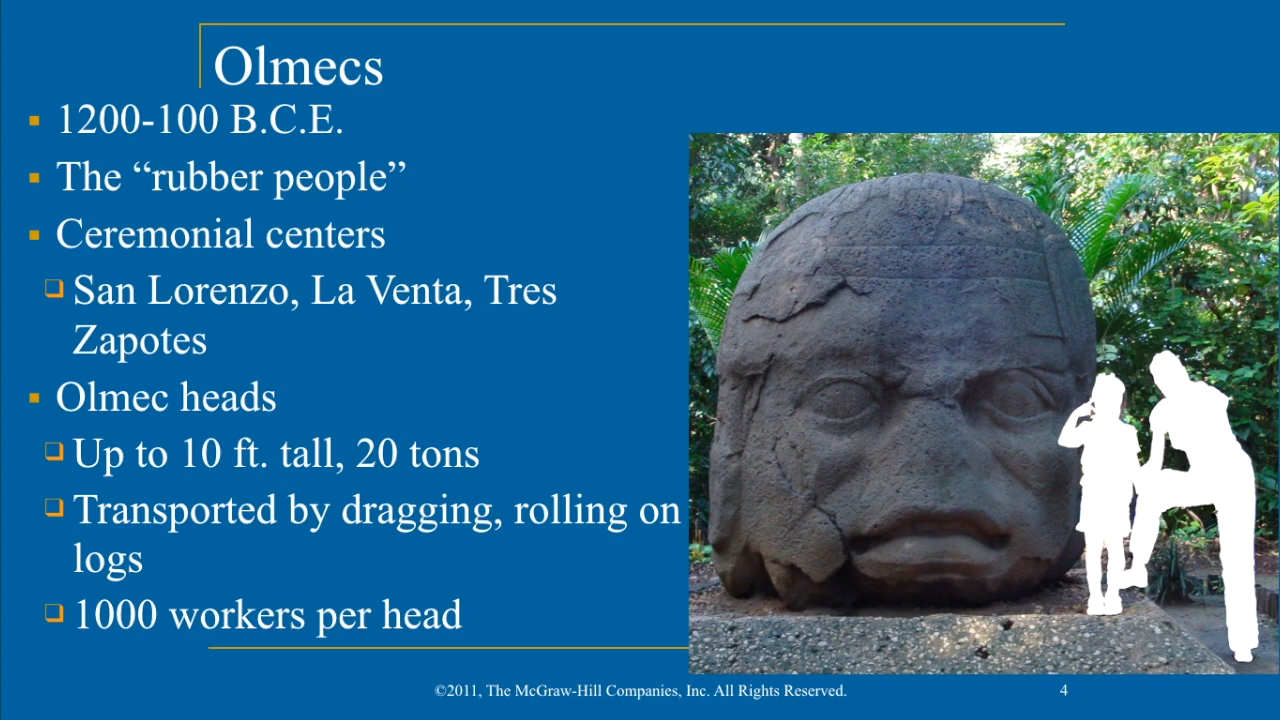 Olmecs
1200-100 B.C.E.
The “rubber people”
Ceremonial centers
San Lorenzo, La Venta, Tres
Zapotes
Olmec heads
Up to 10 ft. tall, 20 tons
Transported by dragging, rolling on
logs
1000 workers per head
©2011, The McGraw-Hill Companies, Inc. All Rights Reserved.
4